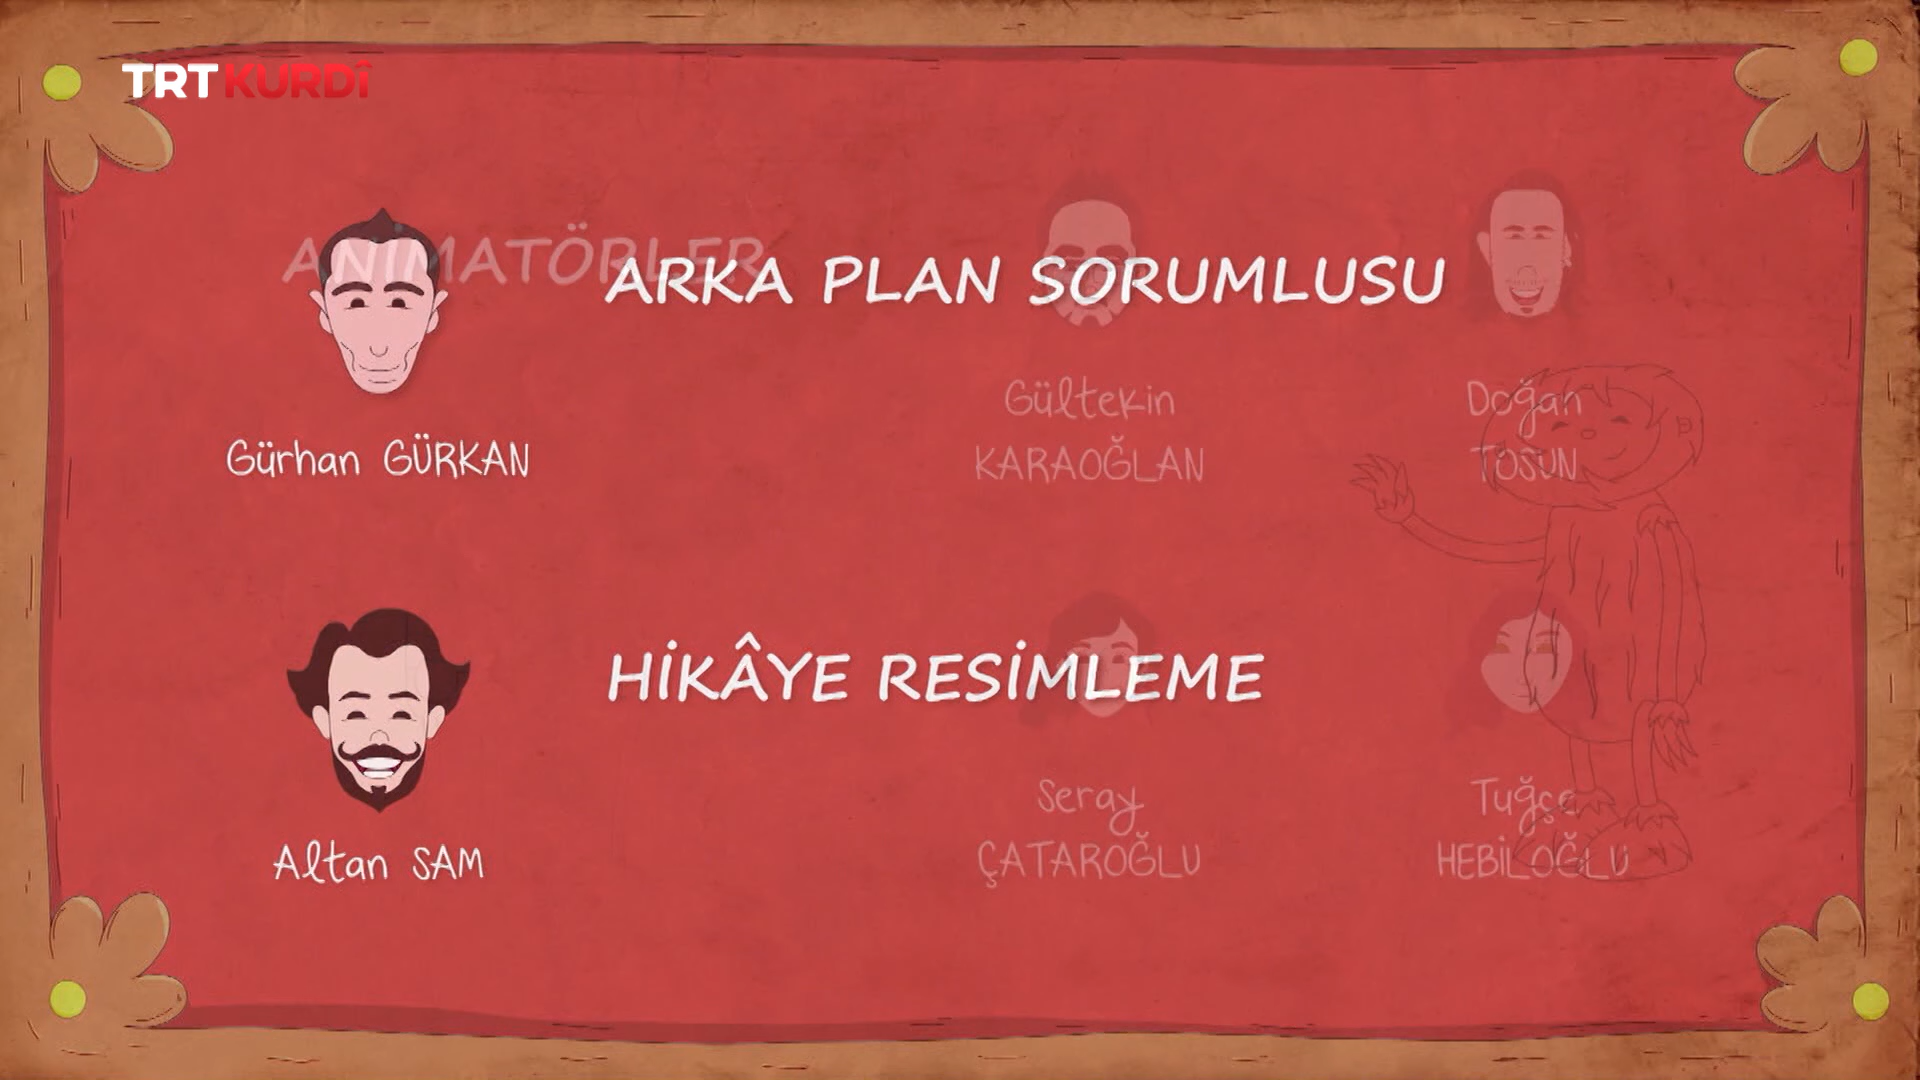 TRT KURDÎ
ANİMATÖRLER
ARKA PLAN SORUMLUSU
Gürhan GÜRKAN
Gültekin
KARAOĞLAN
Doğan
TOSUN
HİKÂYE RESİMLEME
Altan SAM
Seray
ÇATAROĞLU
Tuğçe
HEBİLOĞLU